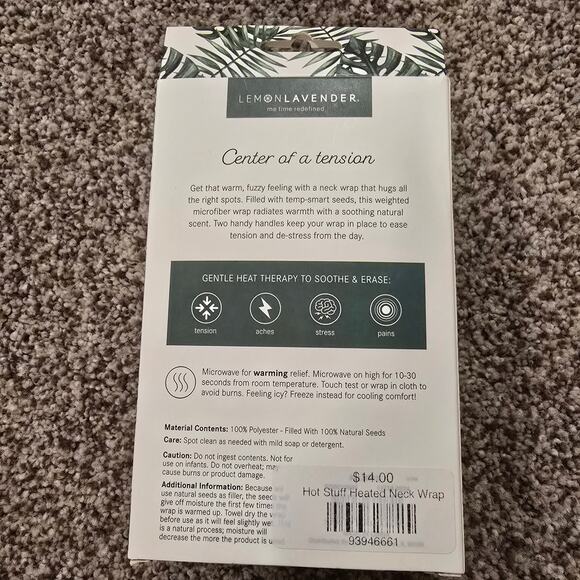 LEMONLAVENDER®
me time redefined
Center of a tension
Get that warm, fuzzy feeling with a neck wrap that hugs all
the right spots. Filled with temp-smart seeds, this weighted
microfiber wrap radiates warmth with a soothing natural
scent. Two handy handles keep your wrap in place to ease
tension and de-stress from the day.
GENTLE HEAT THERAPY TO SOOTHE & ERASE:
tension aches stress pains
Microwave for warming relief. Microwave on high for 10-30
seconds from room temperature. Touch test or wrap in cloth to
avoid burns. Feeling icy? Freeze instead for cooling comfort!
Material Contents: 100% Polyester - Filled With 100% Natural Seeds
Care: Spot clean as needed with mild soap or detergent.
Caution: Do not ingest contents. Not for
use on infants. Do not overheat; may
cause burns or product damage.
Additional Information: Because
use natural seeds as filler, the
give off moisture the first few
wrap is warmed up. Towel dry the
before use as it will feel slightly
is a natural process; moisture will
decrease the more the product is
$14.00
Hot Stuff Heated Neck Wrap
93946661